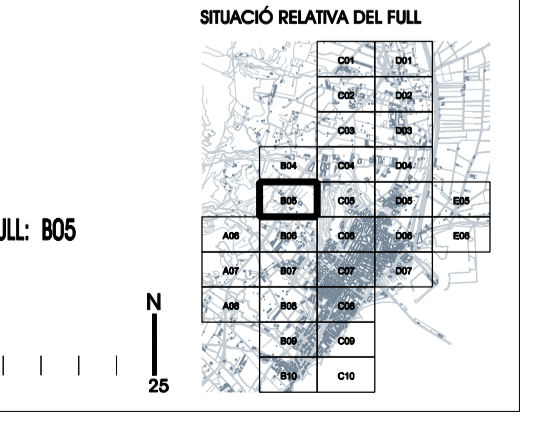 SITUACIÓ RELATIVA DEL FULL
C01 D01
C02 D02
C03 D03
B04 C04 D04
B05 C05 D05 E05
A06 B06 C06 D06 E06
A07 B07 C07 D07
A08 B08 C08
B09 C09
B10 C10
ULL: B05
N
25